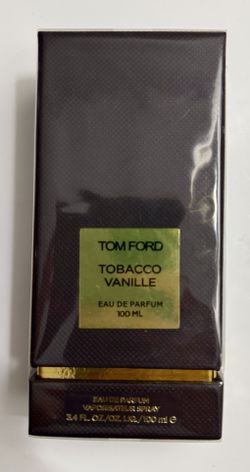 TOM FORD
TOBACCO
VANILLE
EAU DE PARFUM
100 ML
EAU DE PARFUM
VAPORISATEUR SPRAY
3.4 FL.OZ./OZ. LIQ./100 ml ℮